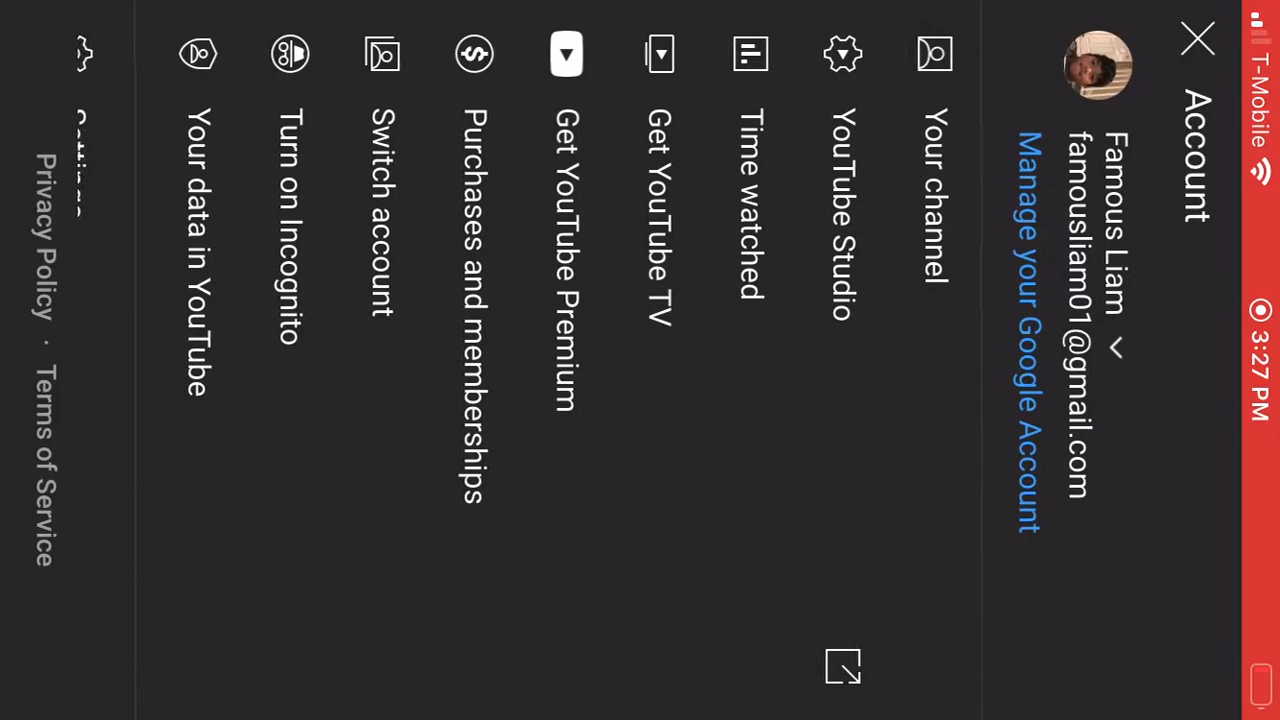 T-Mobile 3:27 PM
Account
Famous Liam
famousliam01@gmail.com
Manage your Google Account
Your channel
YouTube Studio
Time watched
Get YouTube TV
Get YouTube Premium
Purchases and memberships
Switch account
Turn on Incognito
Your data in YouTube
Settings
Privacy Policy · Terms of Service